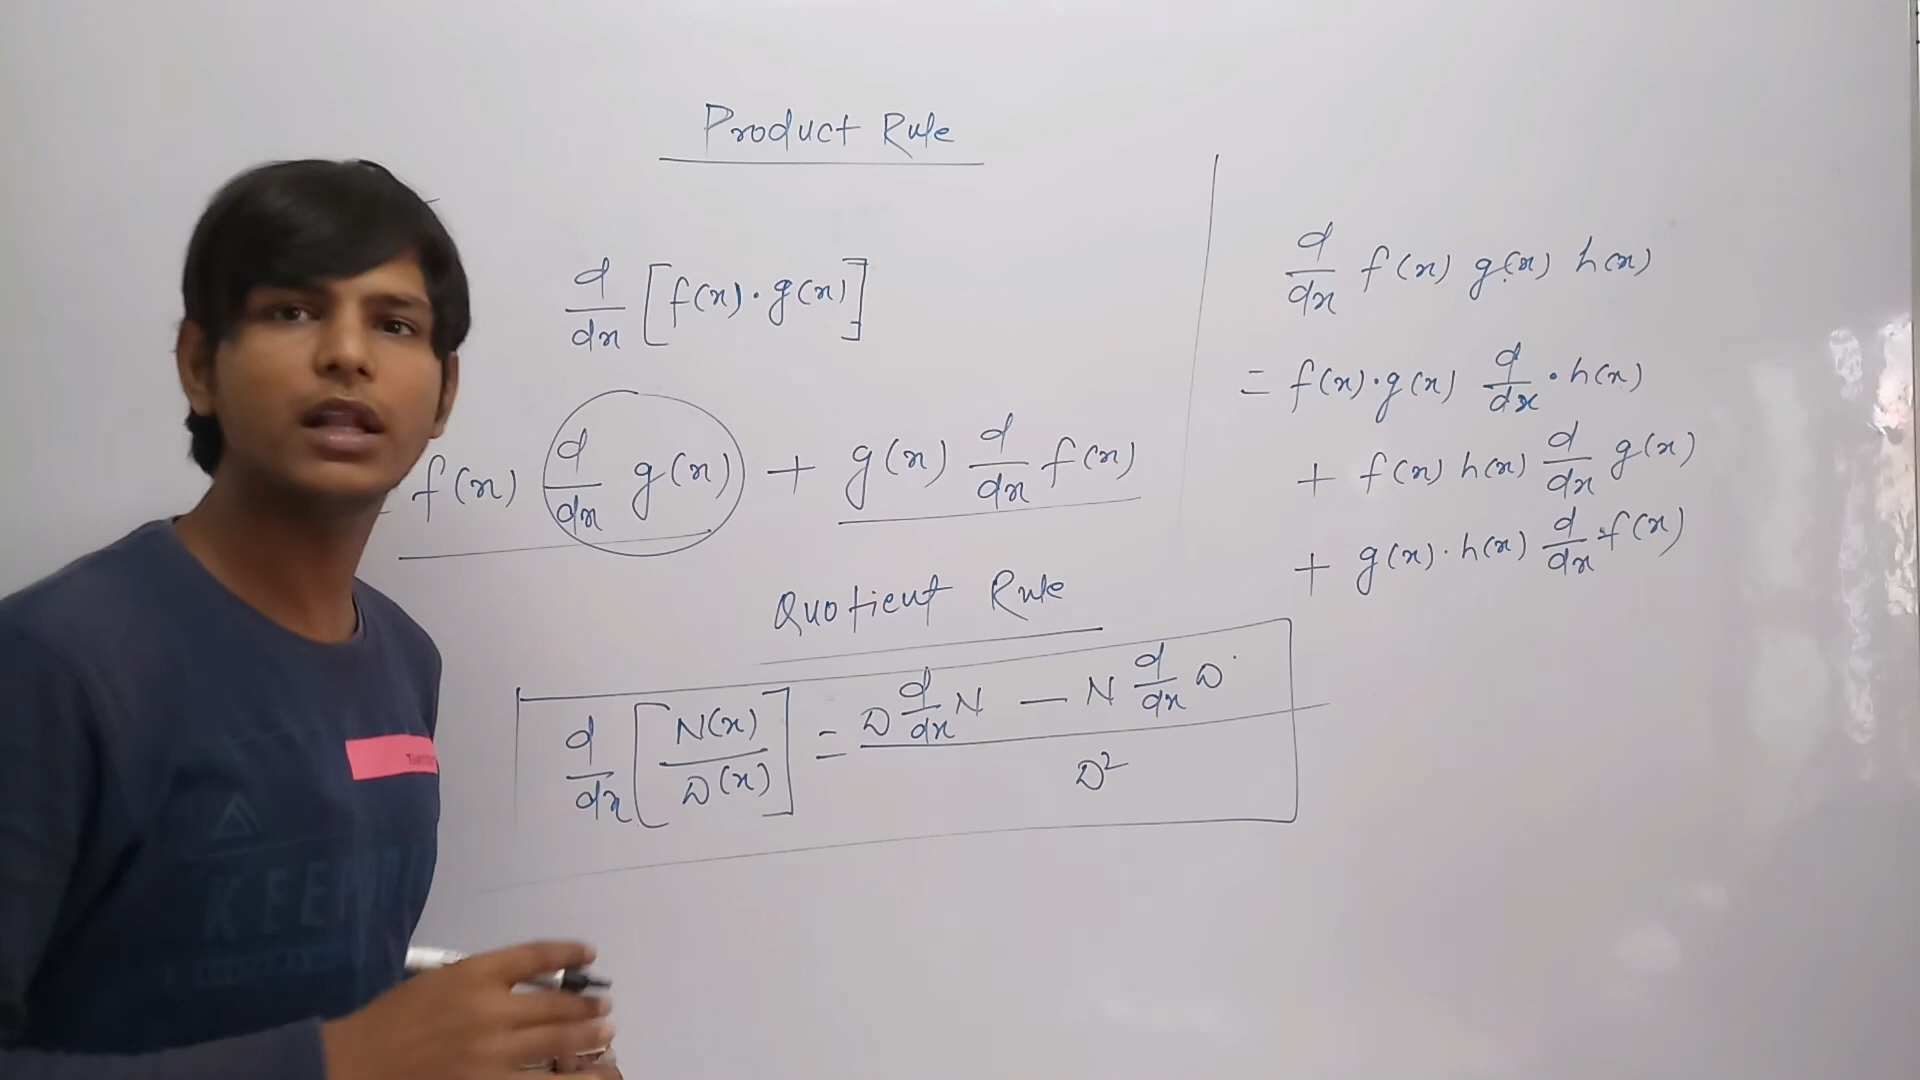 Product Rule
d/dx [f(x)·g(x)]
f(x) d/dx g(x) + g(x) d/dx f(x)
Quotient Rule
d/dx [N(x)/D(x)] = (D d/dx N — N d/dx D)/D²
d/dx f(x) g(x) h(x)
= f(x)·g(x) d/dx · h(x)
+ f(x) h(x) d/dx g(x)
+ g(x)·h(x) d/dx f(x)